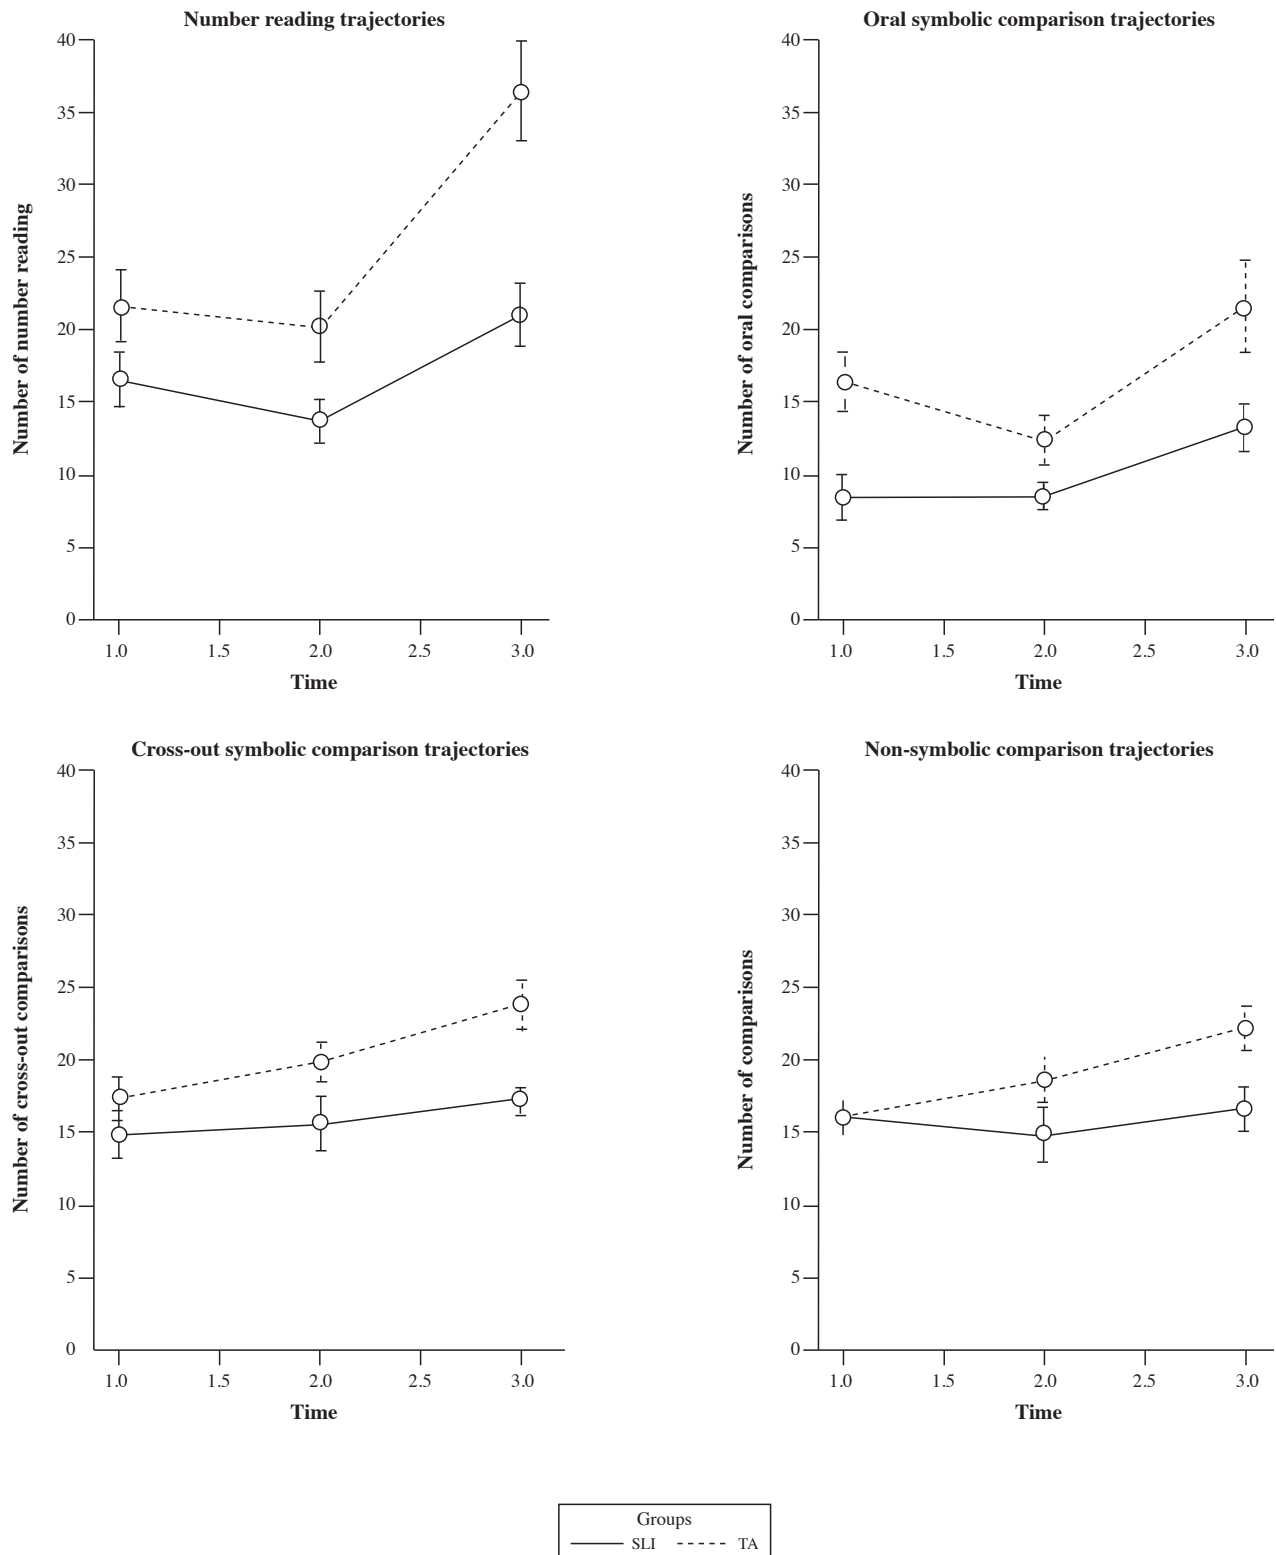 Number reading trajectories
40
35
30
25
20
15
10
5
0
Number of number reading
1.0 1.5 2.0 2.5 3.0
Time
Oral symbolic comparison trajectories
40
35
30
25
20
15
10
5
0
Number of oral comparisons
1.0 1.5 2.0 2.5 3.0
Time
Cross-out symbolic comparison trajectories
40
35
30
25
20
15
10
5
0
Number of cross-out comparisons
1.0 1.5 2.0 2.5 3.0
Time
Non-symbolic comparison trajectories
40
35
30
25
20
15
10
5
0
Number of comparisons
1.0 1.5 2.0 2.5 3.0
Time
Groups
SLI TA